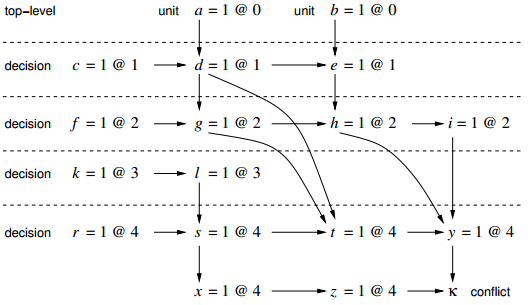 top-level unit a = 1 @ 0 unit b = 1 @ 0
decision c = 1 @ 1 d = 1 @ 1 e = 1 @ 1
decision f = 1 @ 2 g = 1 @ 2 h = 1 @ 2 i = 1 @ 2
decision k = 1 @ 3 l = 1 @ 3
decision r = 1 @ 4 s = 1 @ 4 t = 1 @ 4 y = 1 @ 4
x = 1 @ 4 z = 1 @ 4 κ conflict